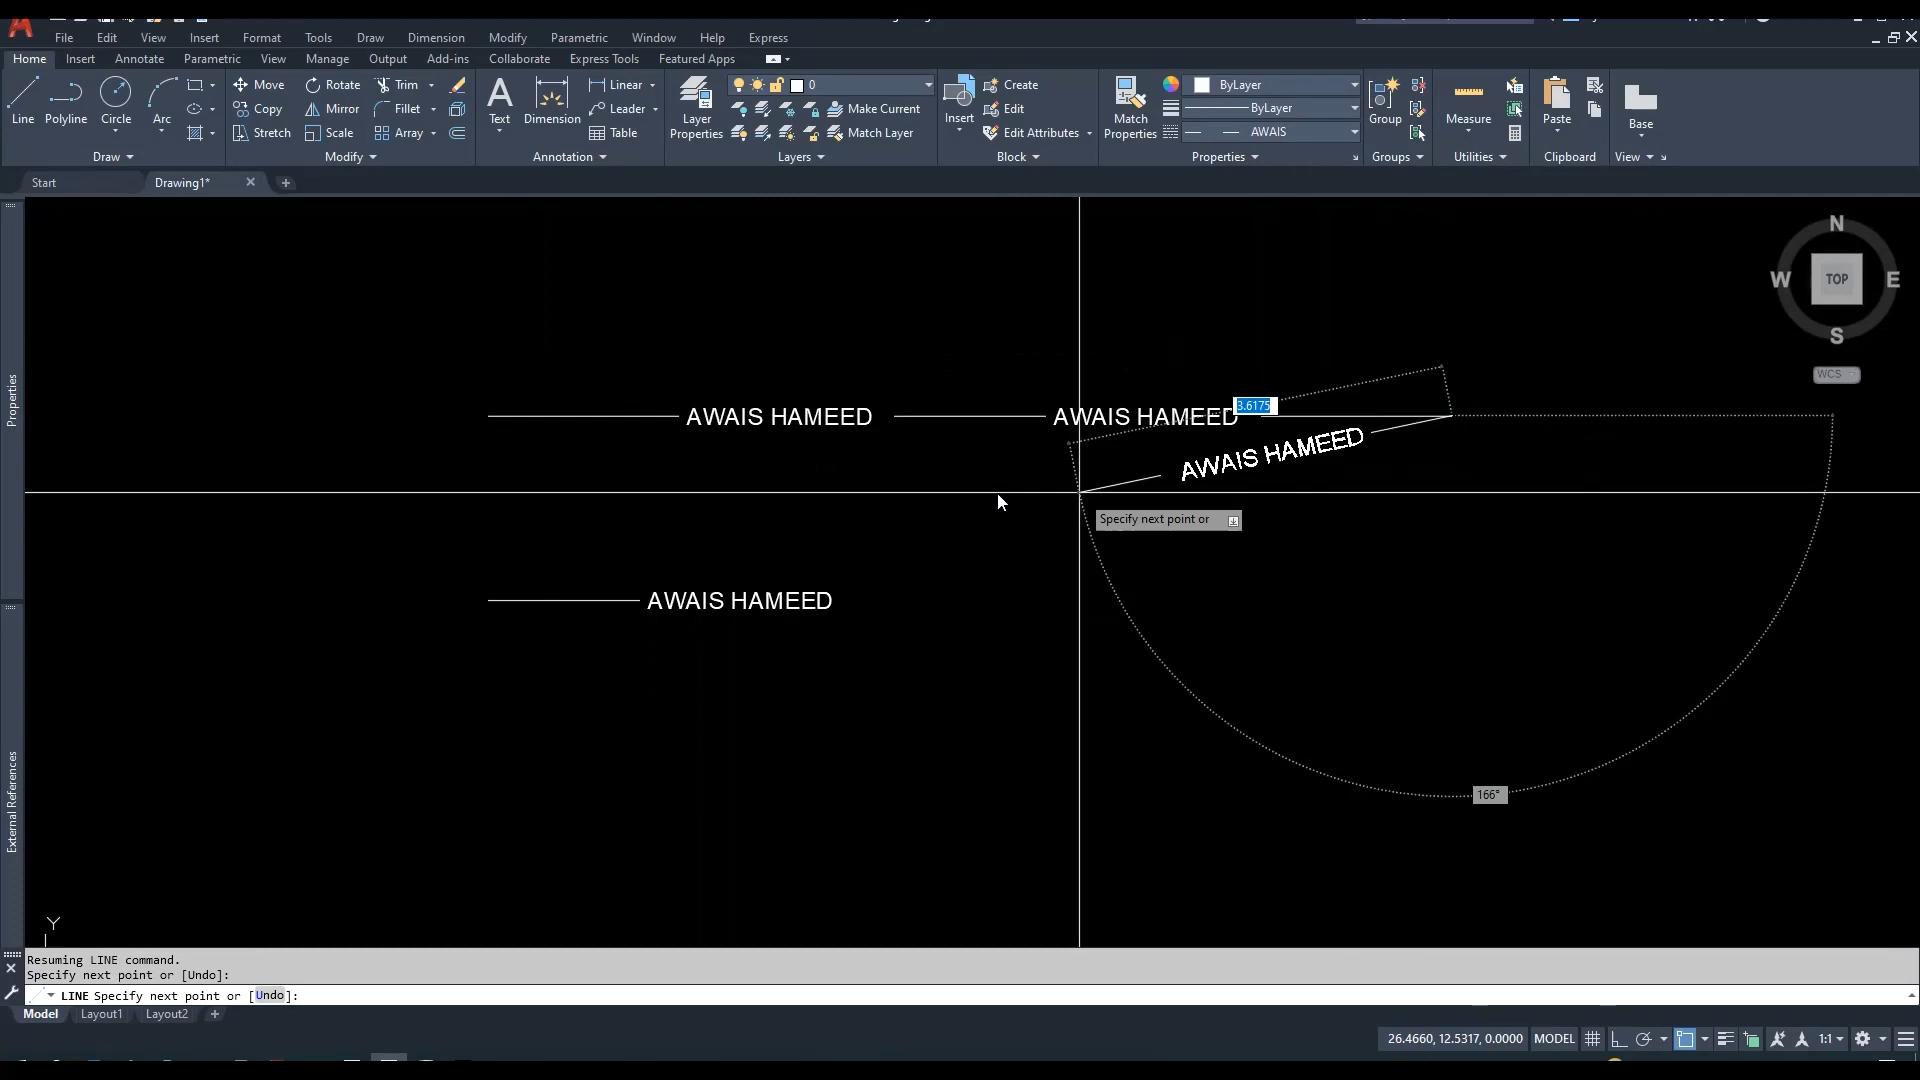 File Edit View Insert Format Tools Draw Dimension Modify Parametric Window Help Express
Home Insert Annotate Parametric View Manage Output Add-ins Collaborate Express Tools Featured Apps
Line Polyline Circle Arc
Move Rotate Trim
Copy Mirror Fillet
Stretch Scale Array
Text Dimension
Linear
Leader
Table
Layer Properties
0
Make Current
Match Layer
Insert
Create
Edit
Edit Attributes
Match Properties
ByLayer
ByLayer
AWAIS
Group
Measure
Paste
Base
Draw Modify Annotation Layers Block Properties Groups Utilities Clipboard View
Start Drawing1*
N
W TOP E
S
WCS
Properties
External References
3.6175
AWAIS HAMEED AWAIS HAMEED
AWAIS HAMEED
Specify next point or
AWAIS HAMEED
166°
Y
Resuming LINE command.
Specify next point or [Undo]:
LINE Specify next point or [Undo]:
Model Layout1 Layout2
26.4660, 12.5317, 0.0000 MODEL 1:1